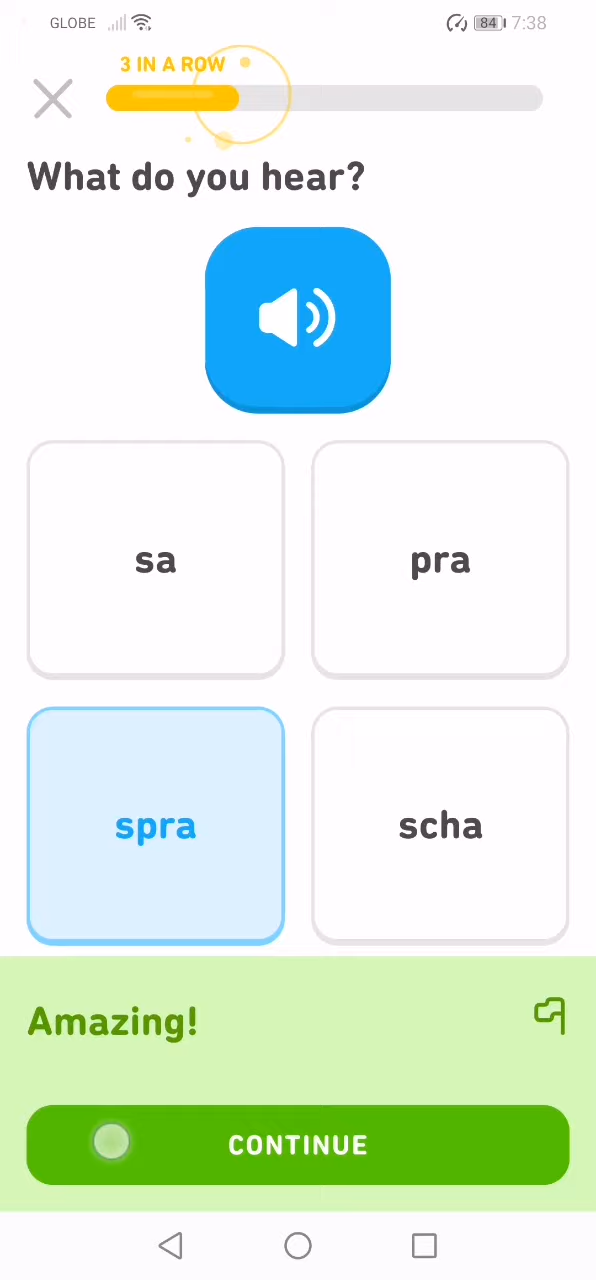 GLOBE 84 7:38
3 IN A ROW
What do you hear?
sa
pra
spra
scha
Amazing!
CONTINUE